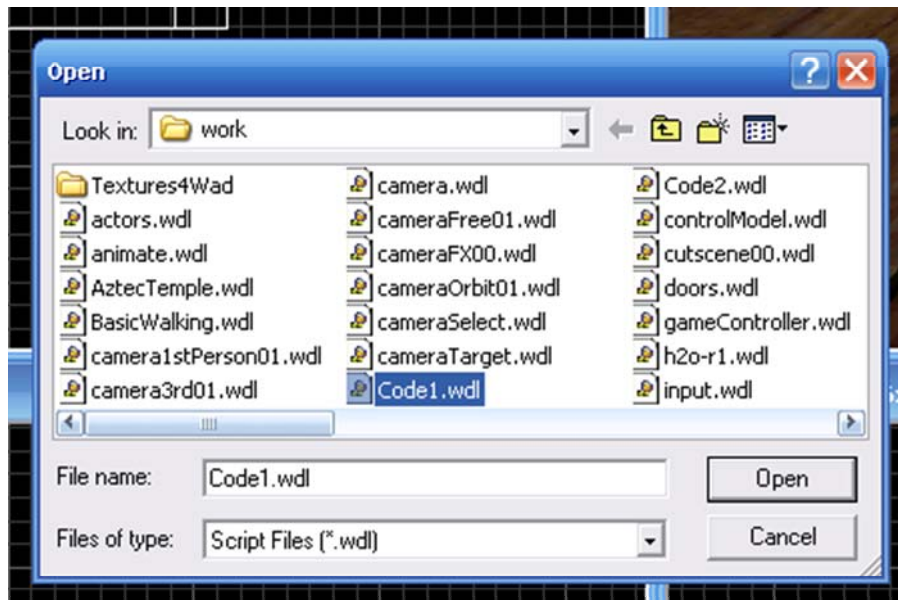 Open
Look in: work
Textures4Wad camera.wdl Code2.wdl
actors.wdl cameraFree01.wdl controlModel.wdl
animate.wdl cameraFX00.wdl cutscene00.wdl
AztecTemple.wdl cameraOrbit01.wdl doors.wdl
BasicWalking.wdl cameraSelect.wdl gameController.wdl
camera1stPerson01.wdl cameraTarget.wdl h2o-r1.wdl
camera3rd01.wdl Code1.wdl input.wdl
File name: Code1.wdl Open
Files of type: Script Files (*.wdl) Cancel